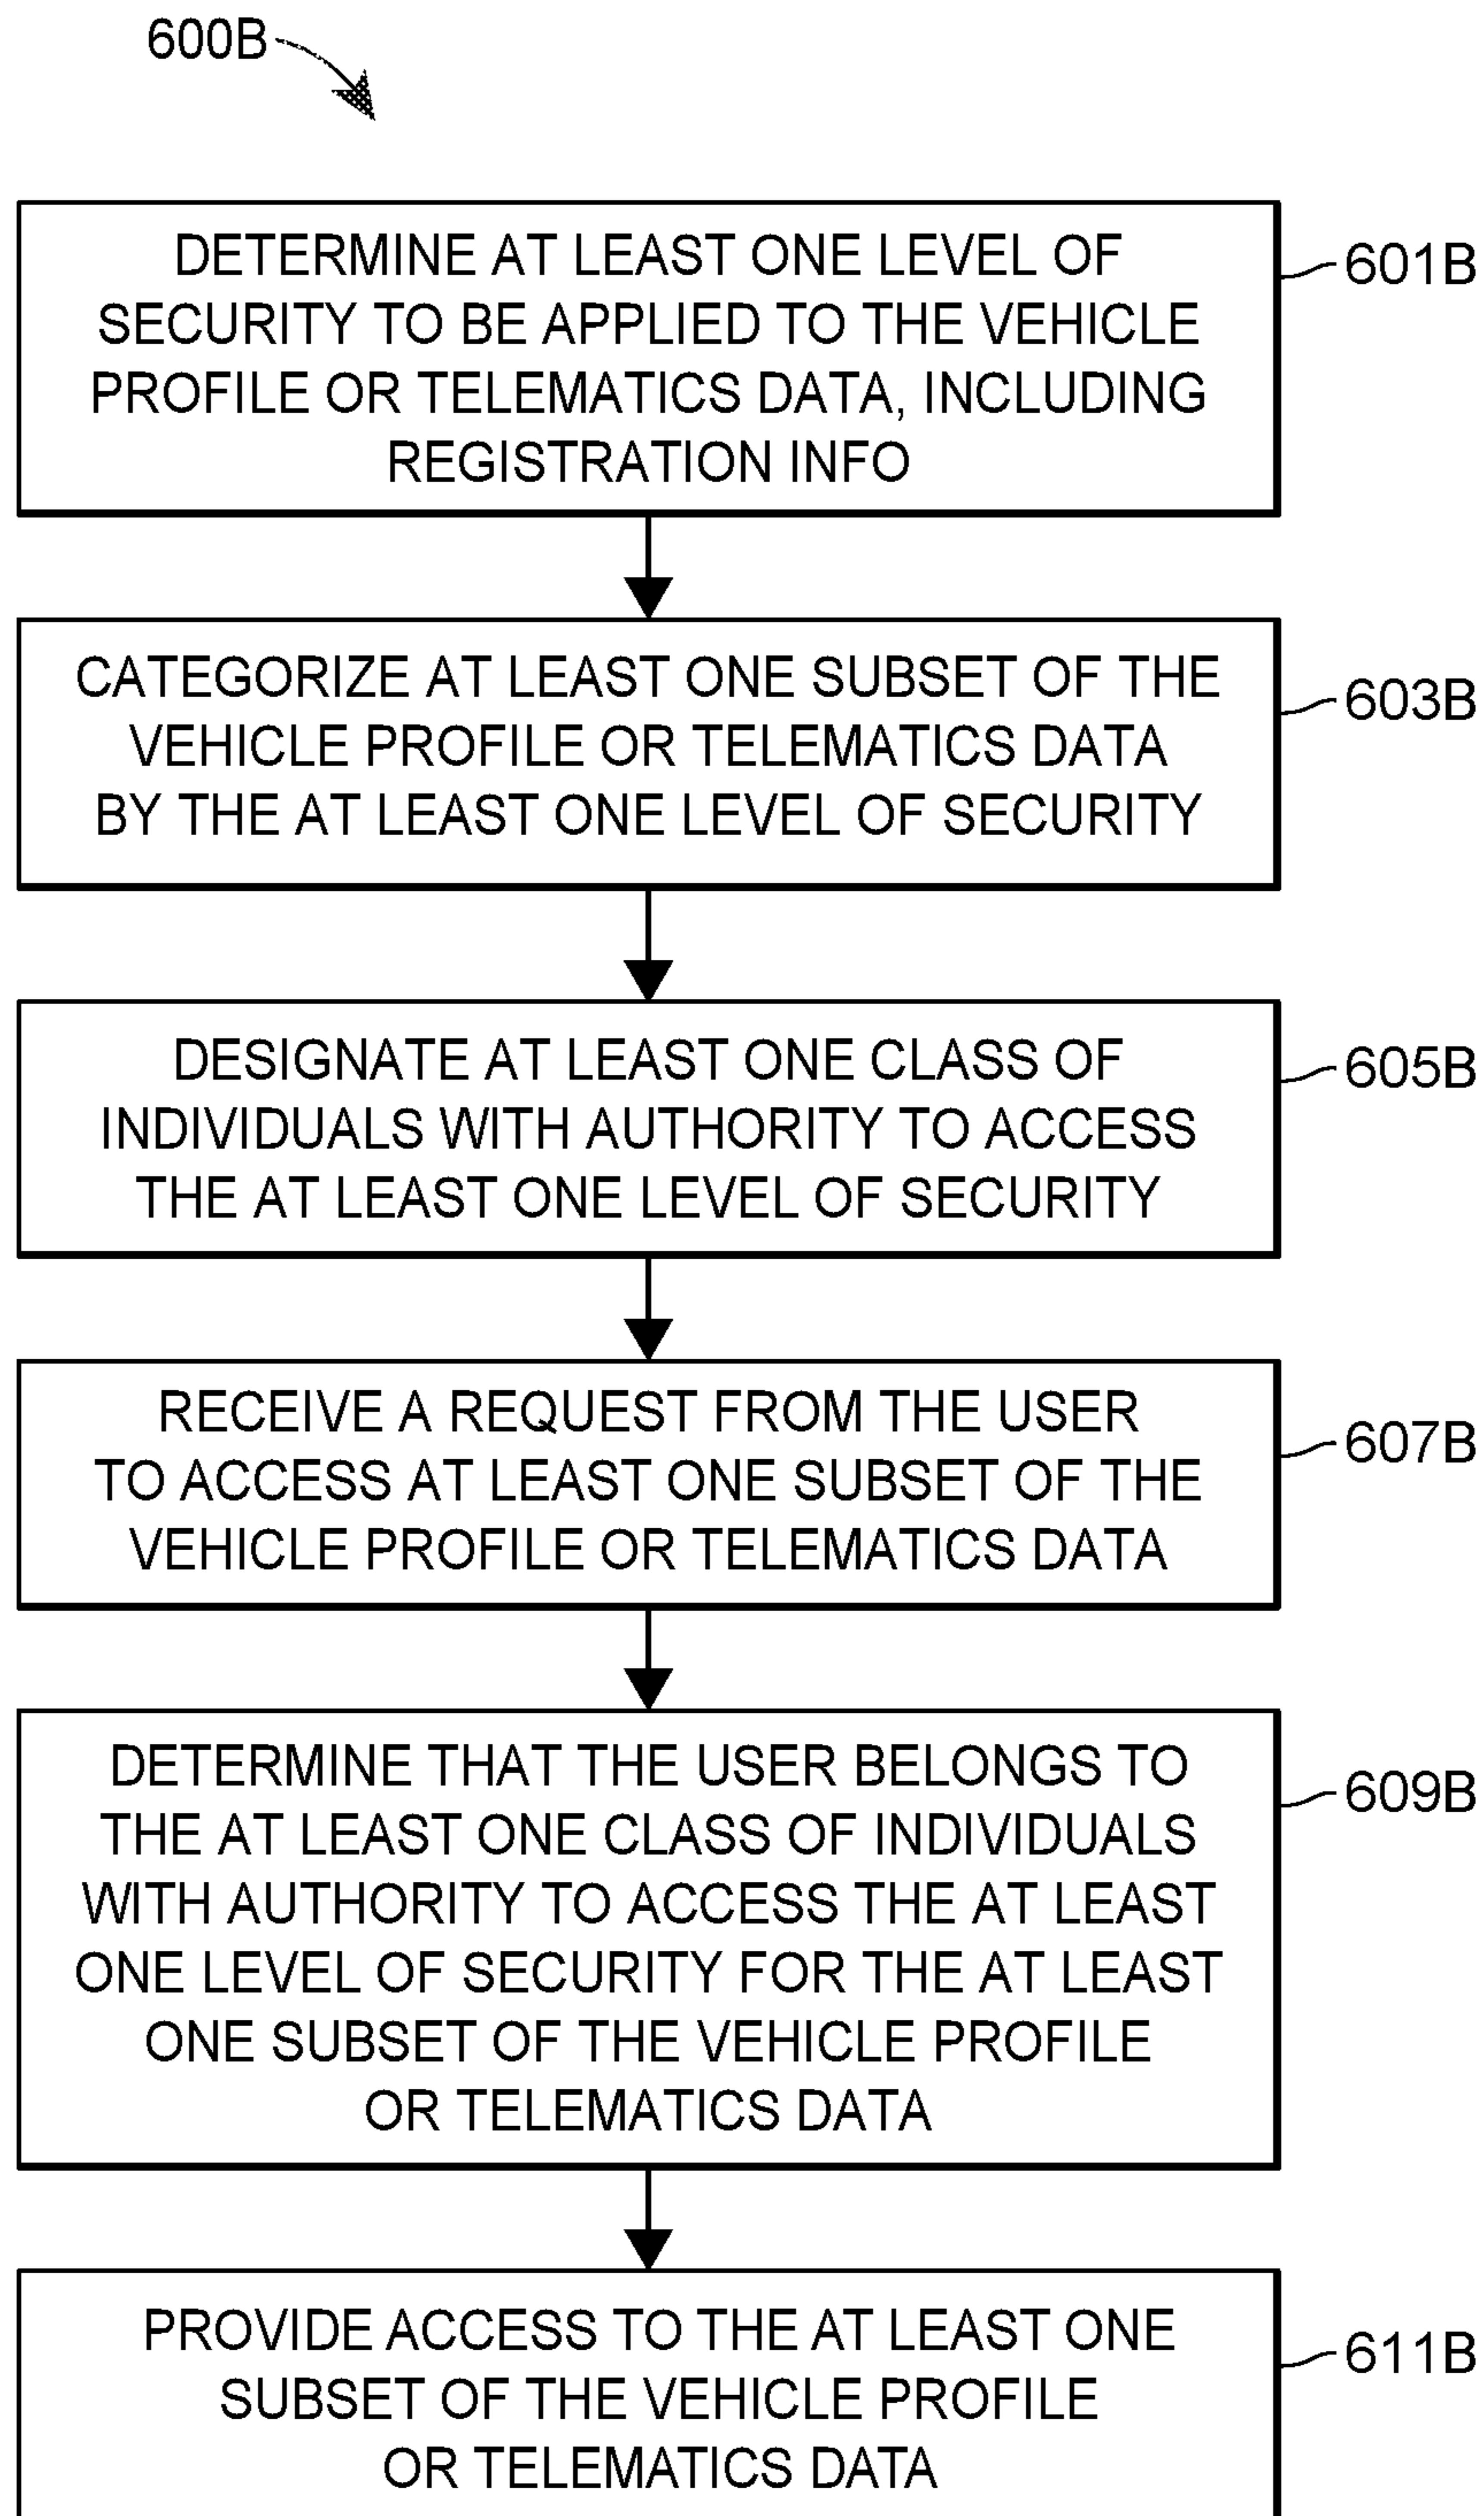 600B
DETERMINE AT LEAST ONE LEVEL OF
SECURITY TO BE APPLIED TO THE VEHICLE
PROFILE OR TELEMATICS DATA, INCLUDING
REGISTRATION INFO
601B
CATEGORIZE AT LEAST ONE SUBSET OF THE
VEHICLE PROFILE OR TELEMATICS DATA
BY THE AT LEAST ONE LEVEL OF SECURITY
603B
DESIGNATE AT LEAST ONE CLASS OF
INDIVIDUALS WITH AUTHORITY TO ACCESS
THE AT LEAST ONE LEVEL OF SECURITY
605B
RECEIVE A REQUEST FROM THE USER
TO ACCESS AT LEAST ONE SUBSET OF THE
VEHICLE PROFILE OR TELEMATICS DATA
607B
DETERMINE THAT THE USER BELONGS TO
THE AT LEAST ONE CLASS OF INDIVIDUALS
WITH AUTHORITY TO ACCESS THE AT LEAST
ONE LEVEL OF SECURITY FOR THE AT LEAST
ONE SUBSET OF THE VEHICLE PROFILE
OR TELEMATICS DATA
609B
PROVIDE ACCESS TO THE AT LEAST ONE
SUBSET OF THE VEHICLE PROFILE
OR TELEMATICS DATA
611B